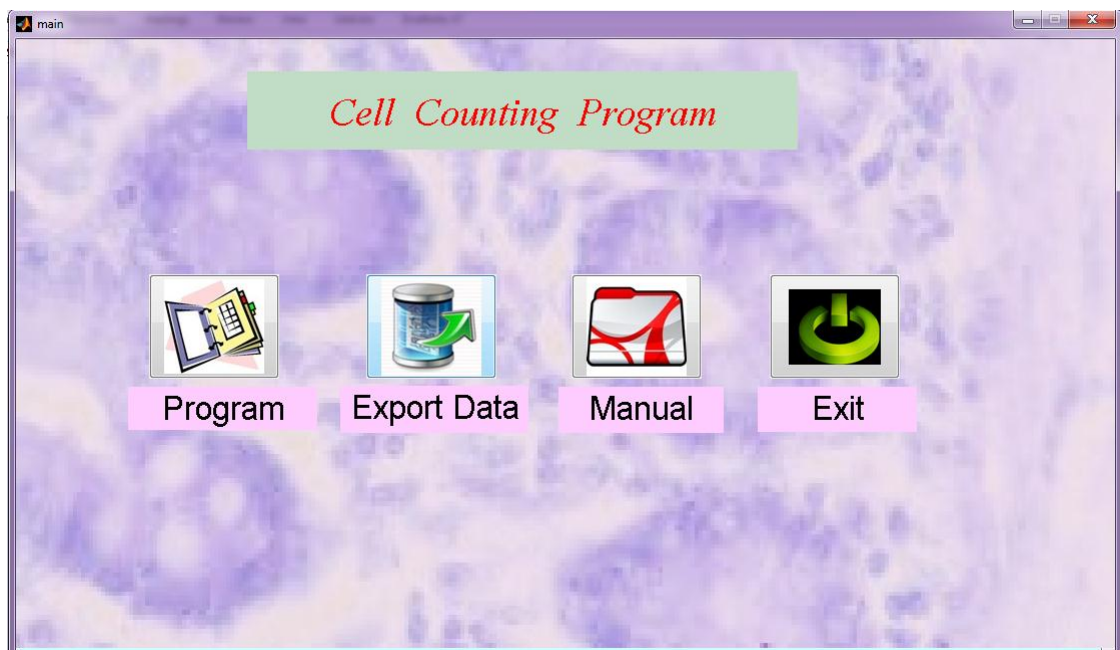 main
Cell Counting Program
Program
Export Data
Manual
Exit